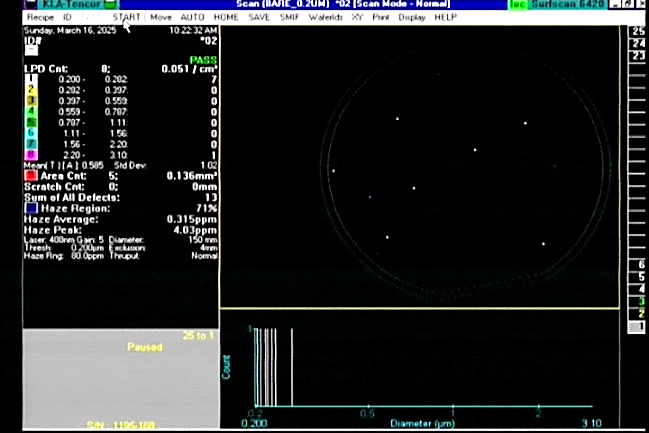 KLA-Tencor
Scan (BARE_0.2UM) *02 (Scan Mode - Normal)
loc Surfscan 6420
Recipe ID START Move AUTO HOME SAVE SMIF WaferIds XY Print Display HELP
Sunday, March 16, 2025 10:22:32 AM
ID# *02
PASS
LPD Cnt: 8; 0.051 / cm²
1 0.200 - 0.282: 7
2 0.282 - 0.397: 0
3 0.397 - 0.559: 0
4 0.559 - 0.787: 0
5 0.787 - 1.11: 0
6 1.11 - 1.56: 0
7 1.56 - 2.20: 0
8 2.20 - 3.10: 1
Mean[ T ] [ A ] 0.585 Std Dev: 1.02
9 Area Cnt: 5; 0.136mm²
Scratch Cnt: 0; 0mm
Sum of All Defects: 13
Haze Region: 71%
Haze Average: 0.315ppm
Haze Peak: 4.03ppm
Laser: 400nm Gain: 5 Diameter: 150 mm
Thresh: 0.200µm Exclusion: 4mm
Haze Rng: 80.0ppm Thruput: Normal
25
24
23
6
5
4
3
2
1
25 to 1
Paused
S/N : 1195-168
Count
1
0.2 0.5 1 2
0.200 Diameter (µm) 3.10